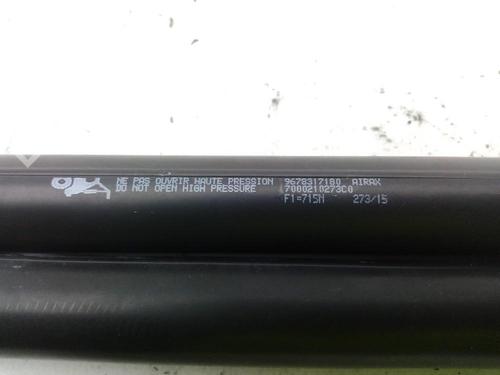 NE PAS OUVRIR HAUTE PRESSION 9678317180 AIRAX
DO NOT OPEN HIGH PRESSURE 7000210273C0
F1=715N 273/15